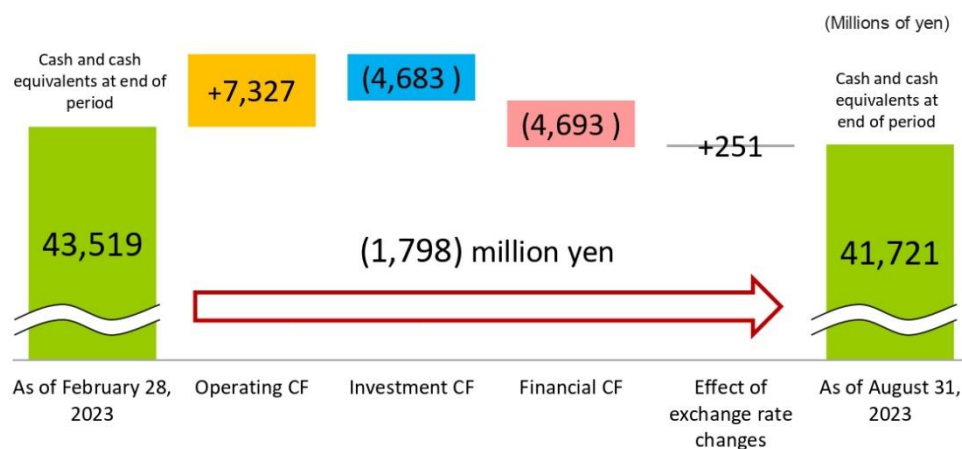 (Millions of yen)
Cash and cash
equivalents at end of
period
+7,327
(4,683 )
(4,693 )
+251
Cash and cash
equivalents at
end of period
43,519
(1,798) million yen
41,721
As of February 28,
2023
Operating CF
Investment CF
Financial CF
Effect of
exchange rate
changes
As of August 31,
2023